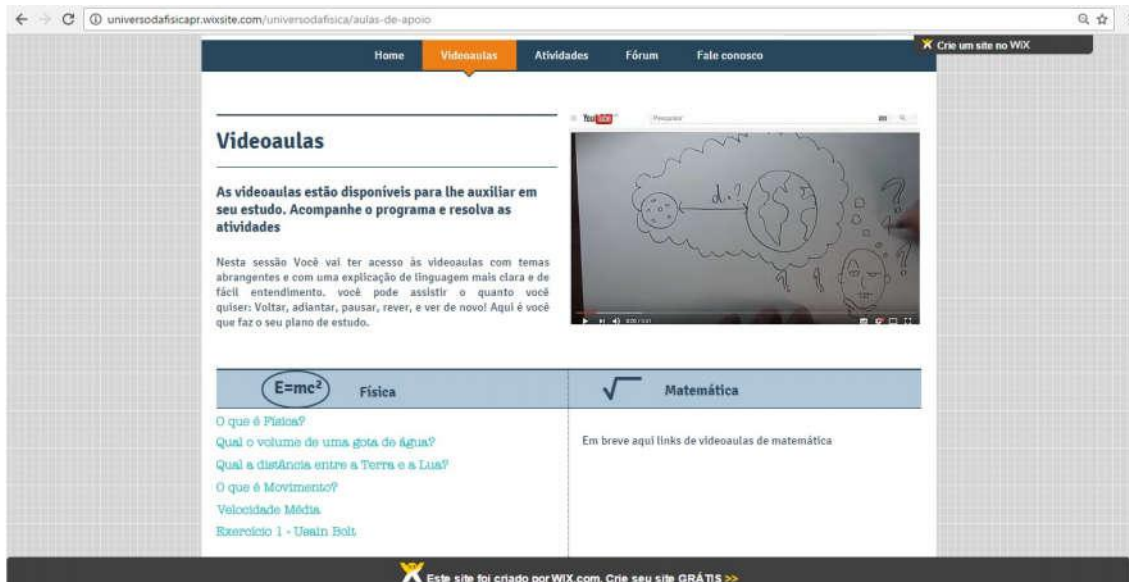 universodafisicapr.wixsite.com/universodafisica/aulas-de-apoio
Crie um site no WiX
Home Videoaulas Atividades Fórum Fale conosco
Videoaulas
As videoaulas estão disponíveis para lhe auxiliar em
seu estudo. Acompanhe o programa e resolva as
atividades
Nesta sessão Você vai ter acesso às videoaulas com temas
abrangentes e com uma explicação de linguagem mais clara e de
fácil entendimento, você pode assistir o quanto você
quiser: Voltar, adiantar, pausar, rever, e ver de novo! Aqui é você
que faz o seu plano de estudo.
YouTube
Pesquisar
d.?
? ? ?
E=mc² Física
√ Matemática
O que é Física?
Qual o volume de uma gota de água?
Qual a distância entre a Terra e a Lua?
O que é Movimento?
Velocidade Média
Exercício 1 - Usain Bolt
Em breve aqui links de videoaulas de matemática
Este site foi criado por WIX.com. Crie seu site GRÁTIS >>